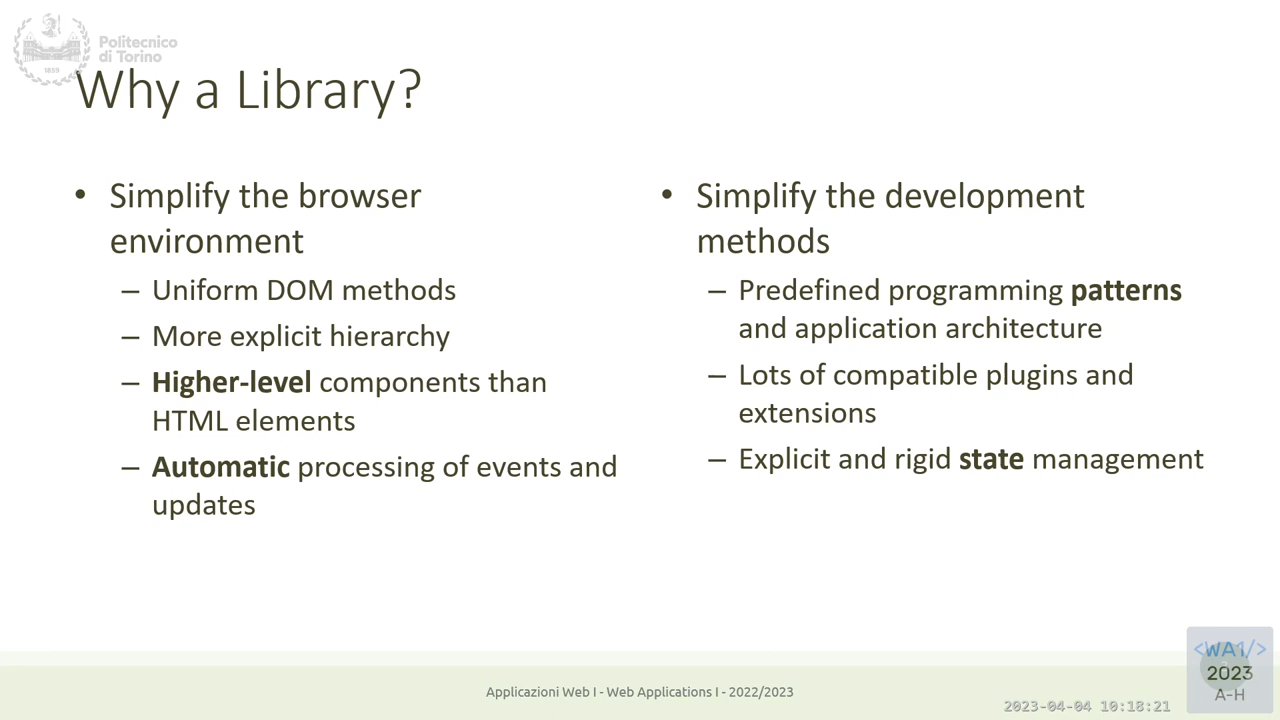 Politecnico
di Torino
1859
Why a Library?
• Simplify the browser
environment
– Uniform DOM methods
– More explicit hierarchy
– Higher-level components than
HTML elements
– Automatic processing of events and
updates
• Simplify the development
methods
– Predefined programming patterns
and application architecture
– Lots of compatible plugins and
extensions
– Explicit and rigid state management
Applicazioni Web I - Web Applications I - 2022/2023
2023-04-04 10:18:21
<WA1/>
2023
A-H